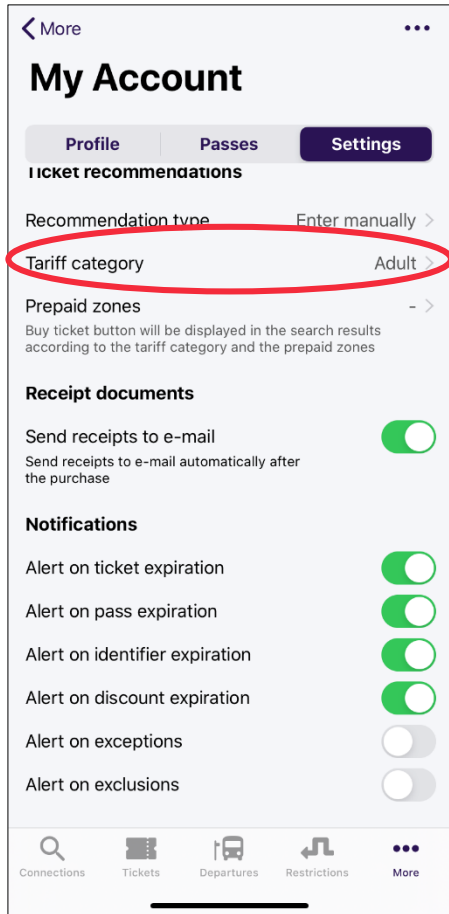 More
My Account
Profile Passes Settings
Ticket recommendations
Recommendation type Enter manually
Tariff category Adult
Prepaid zones -
Buy ticket button will be displayed in the search results
according to the tariff category and the prepaid zones
Receipt documents
Send receipts to e-mail
Send receipts to e-mail automatically after
the purchase
Notifications
Alert on ticket expiration
Alert on pass expiration
Alert on identifier expiration
Alert on discount expiration
Alert on exceptions
Alert on exclusions
Connections Tickets Departures Restrictions More